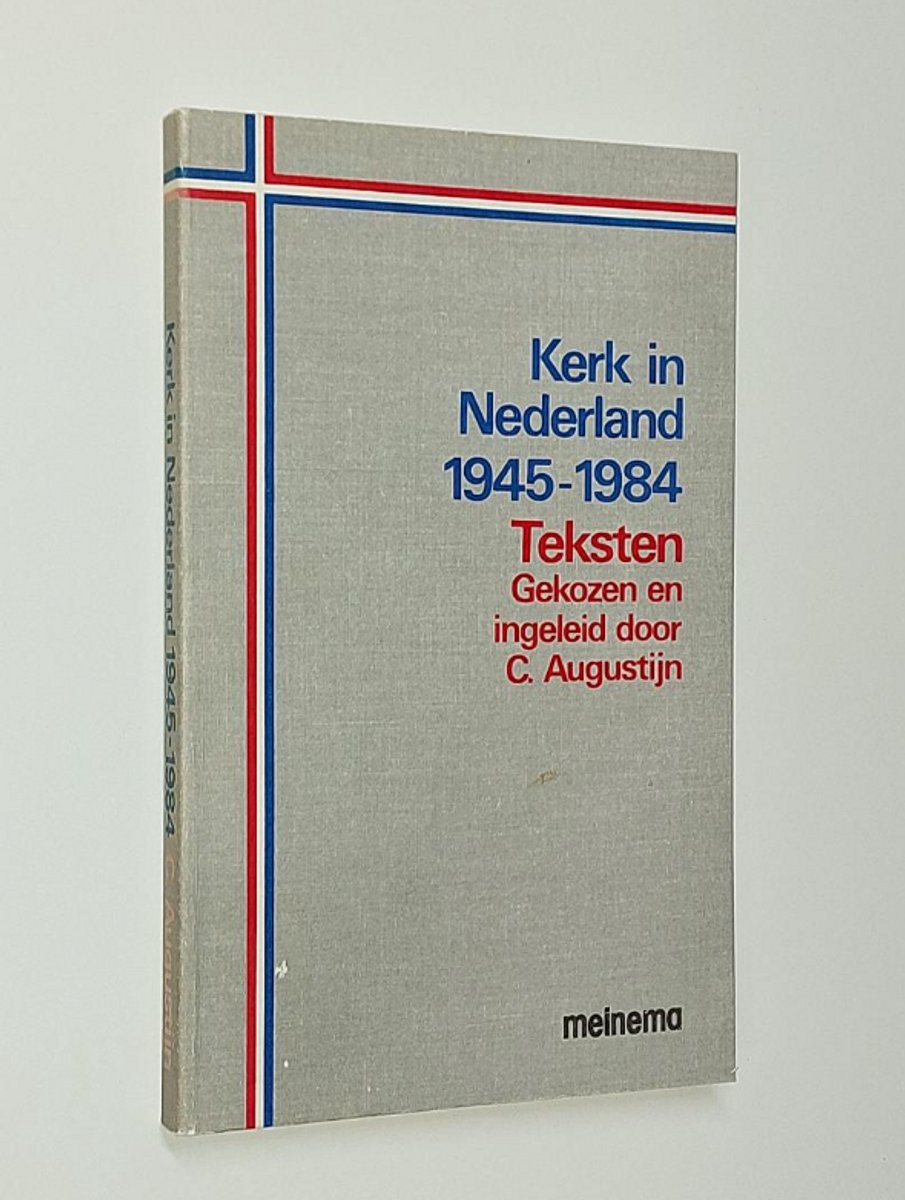 Kerk in Nederland 1945-1984 C. Augustijn
Kerk in
Nederland
1945-1984
Teksten
Gekozen en
ingeleid door
C. Augustijn
meinema